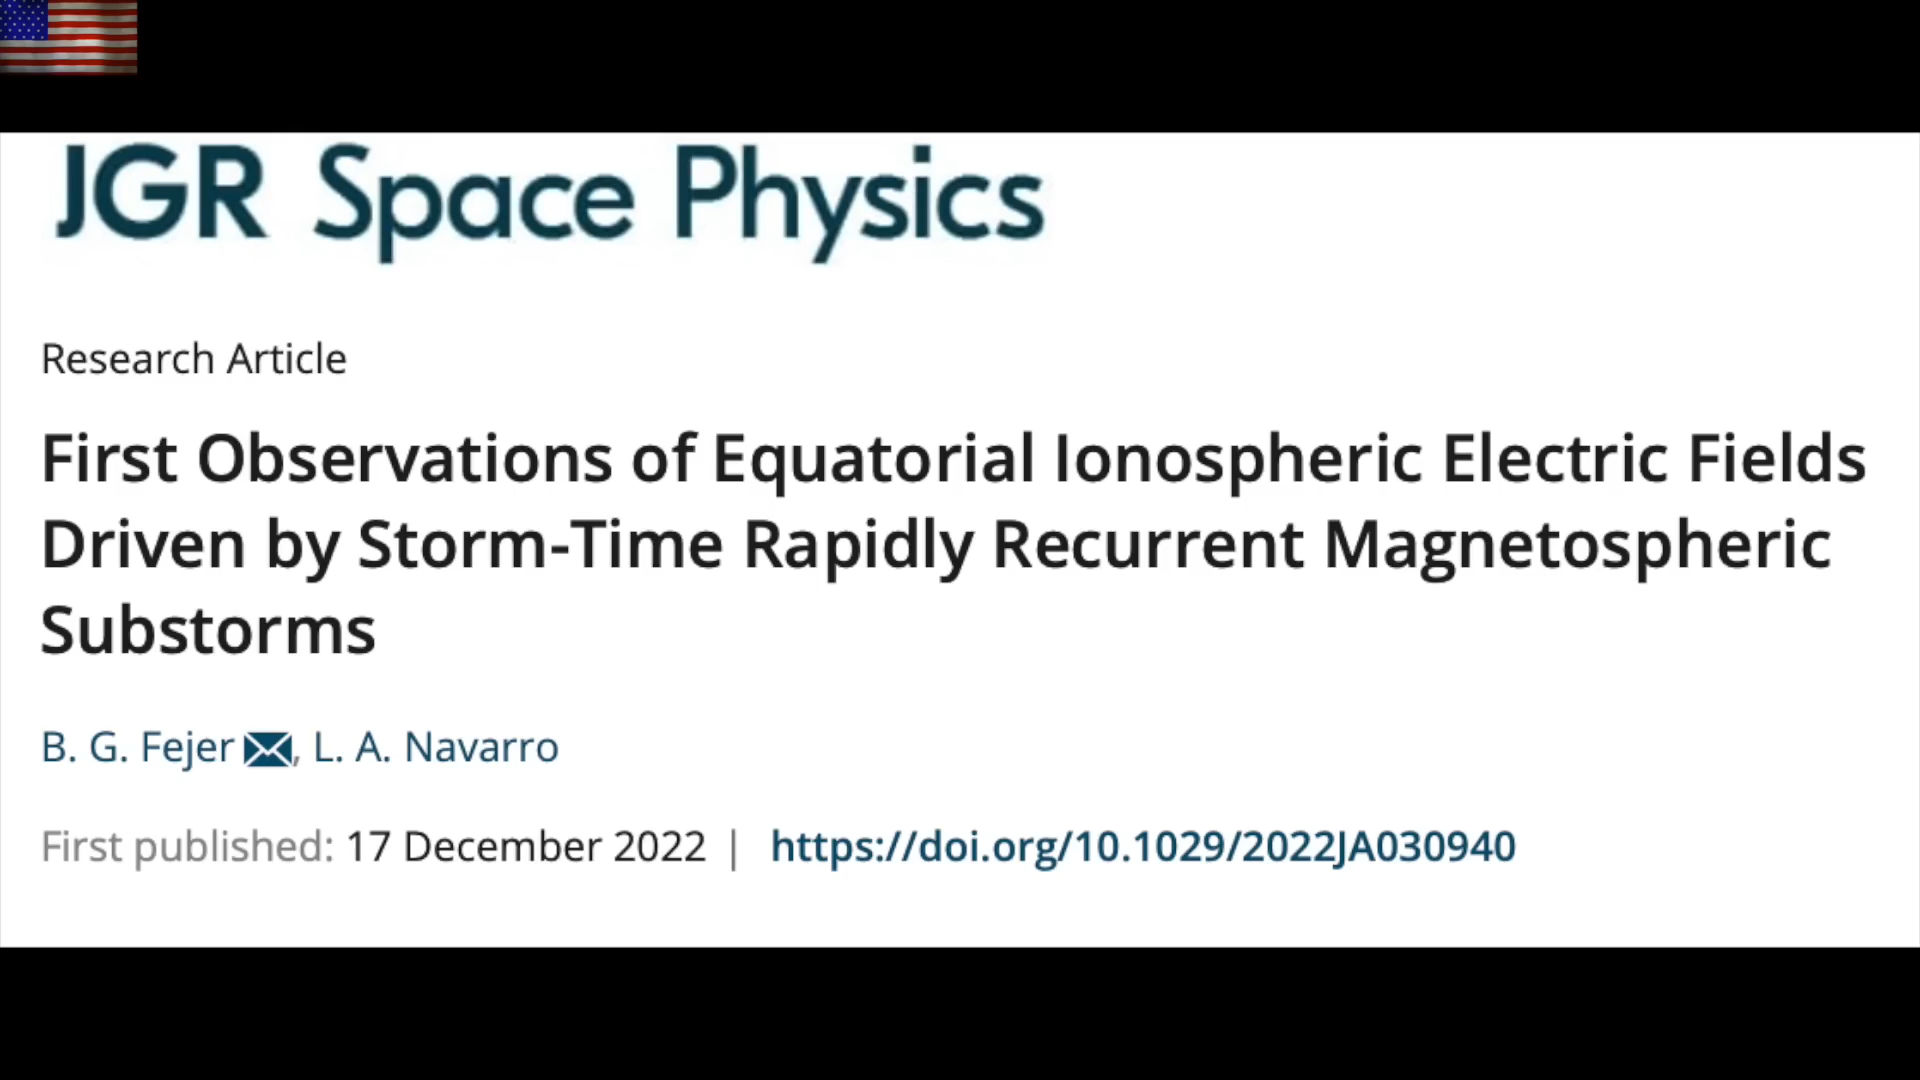 JGR Space Physics
Research Article
First Observations of Equatorial Ionospheric Electric Fields
Driven by Storm-Time Rapidly Recurrent Magnetospheric
Substorms
B. G. Fejer, L. A. Navarro
First published: 17 December 2022 | https://doi.org/10.1029/2022JA030940